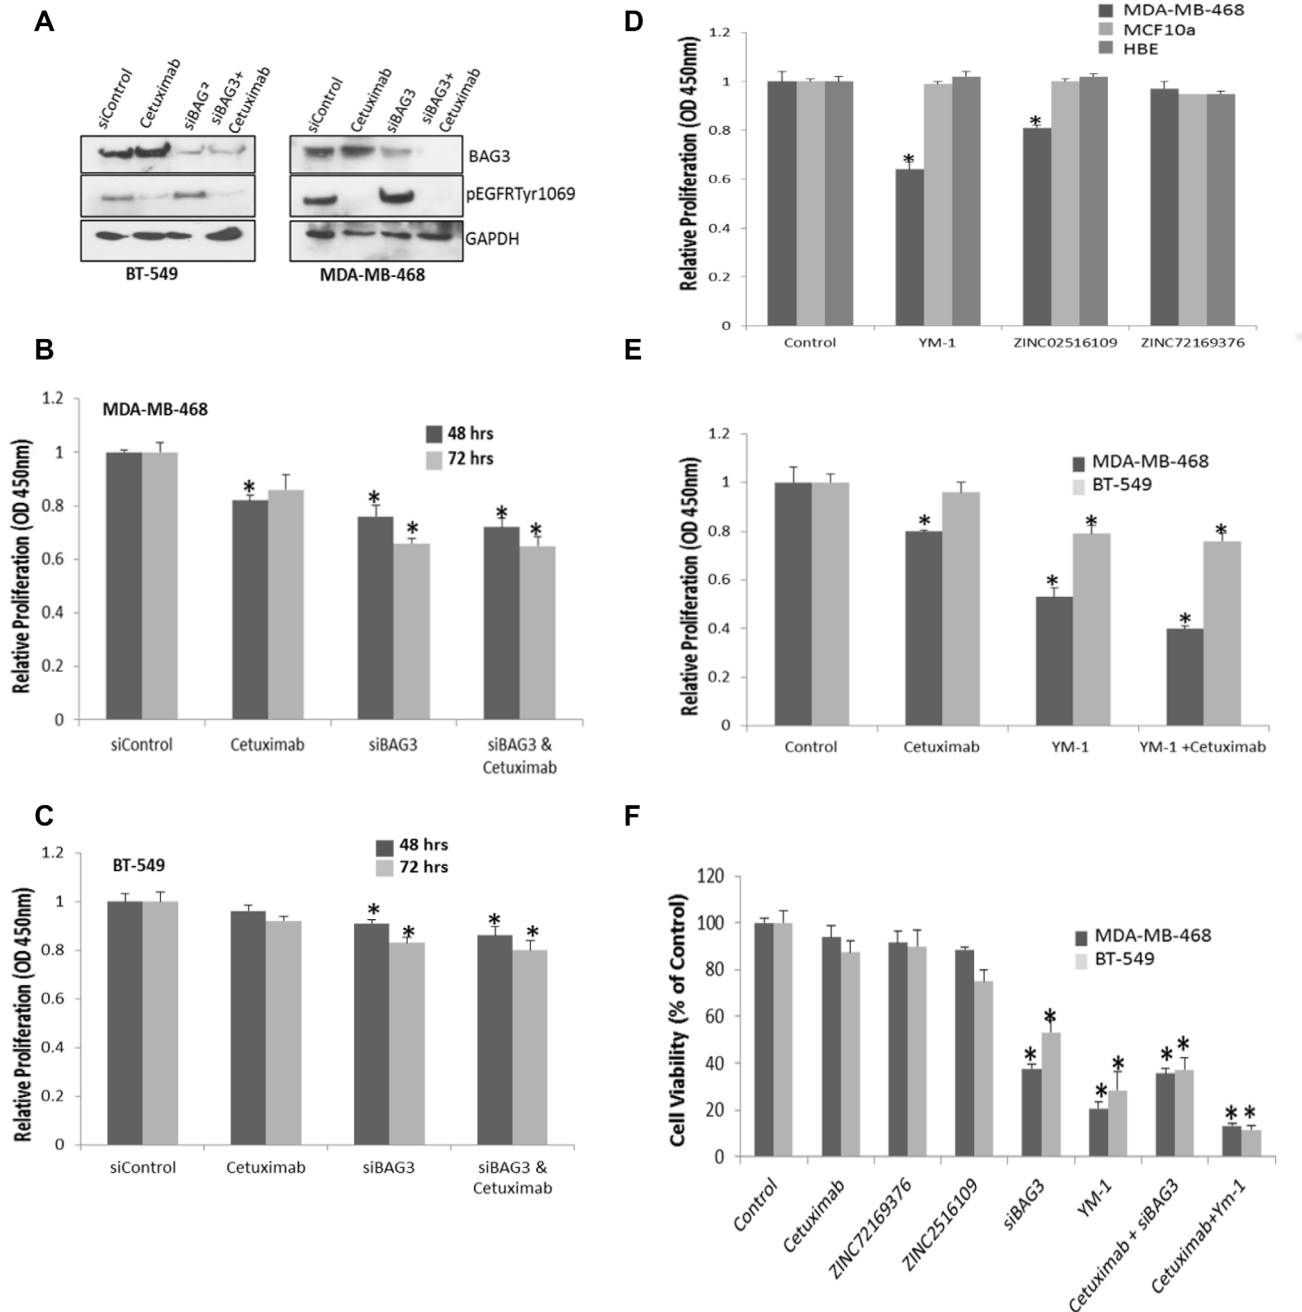 A
siControl
Cetuximab
siBAG3
siBAG3+
Cetuximab
siControl
Cetuximab
siBAG3
siBAG3+
Cetuximab
BAG3
pEGFRTyr1069
GAPDH
BT-549
MDA-MB-468
B
Relative Proliferation (OD 450nm)
1.2
1
0.8
0.6
0.4
0.2
0
MDA-MB-468
48 hrs
72 hrs
*
*
*
*
*
siControl
Cetuximab
siBAG3
siBAG3 &
Cetuximab
C
Relative Proliferation (OD 450nm)
1.2
1
0.8
0.6
0.4
0.2
0
BT-549
48 hrs
72 hrs
*
*
*
*
siControl
Cetuximab
siBAG3
siBAG3 &
Cetuximab
D
Relative Proliferation (OD 450nm)
1.2
1
0.8
0.6
0.4
0.2
0
MDA-MB-468
MCF10a
HBE
*
*
Control
YM-1
ZINC02516109
ZINC72169376
E
Relative Proliferation (OD 450nm)
1.2
1
0.8
0.6
0.4
0.2
0
MDA-MB-468
BT-549
*
*
*
*
*
Control
Cetuximab
YM-1
YM-1 +Cetuximab
F
Cell Viability (% of Control)
120
100
80
60
40
20
0
MDA-MB-468
BT-549
*
*
*
*
*
*
*
*
Control
Cetuximab
ZINC72169376
ZINC2516109
siBAG3
YM-1
Cetuximab + siBAG3
Cetuximab+Ym-1